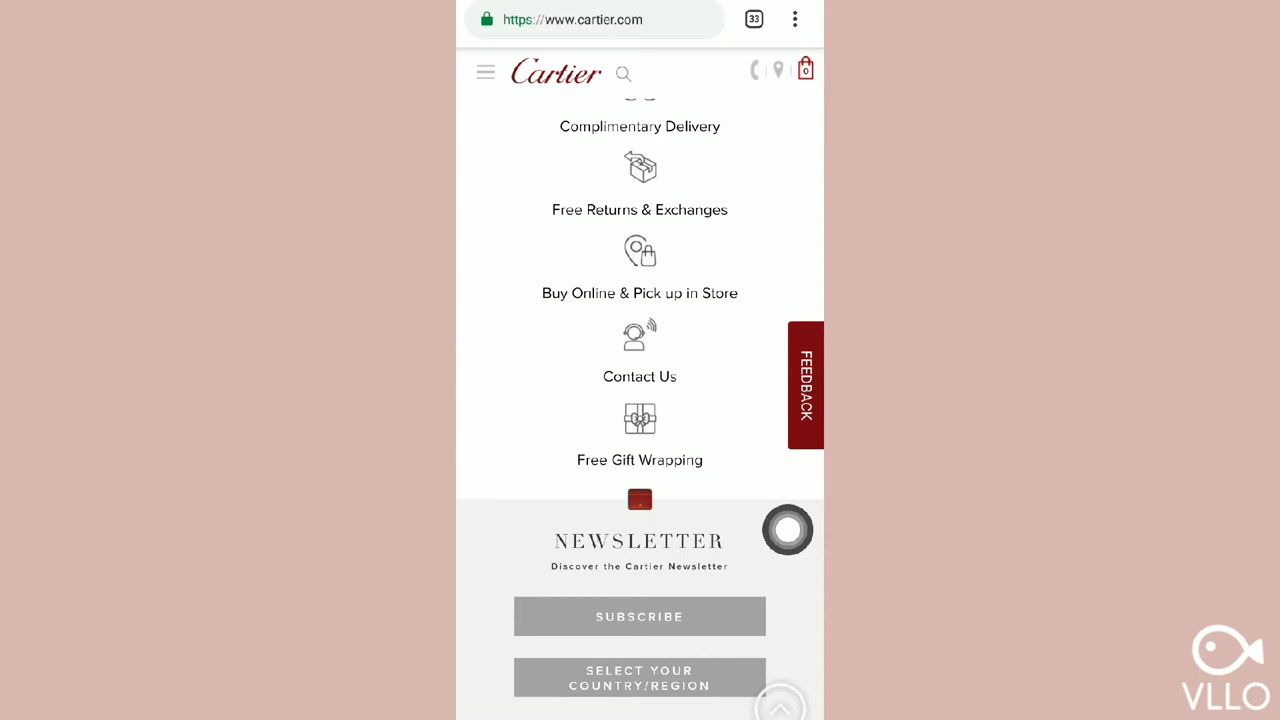 https://www.cartier.com
33
Cartier
0
Complimentary Delivery
Free Returns & Exchanges
Buy Online & Pick up in Store
Contact Us
FEEDBACK
Free Gift Wrapping
NEWSLETTER
Discover the Cartier Newsletter
SUBSCRIBE
SELECT YOUR
COUNTRY/REGION
VLLO